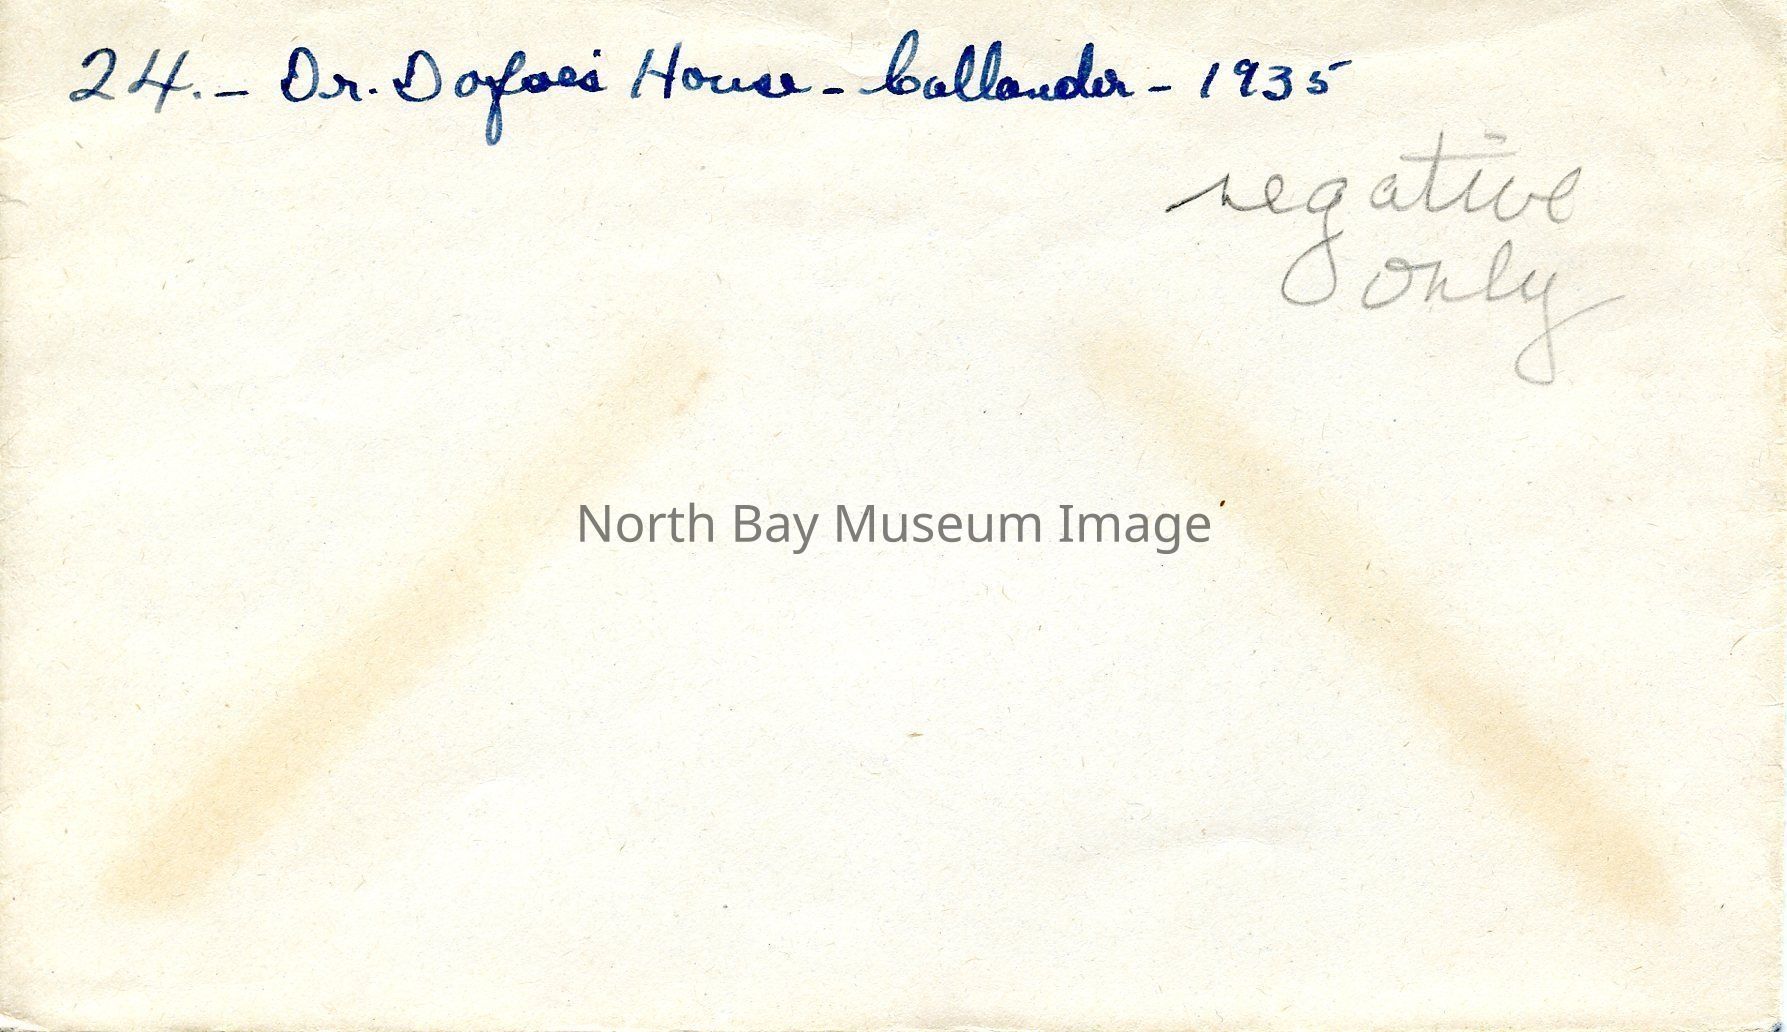 24. - Dr. Dafoe's House - Callander - 1935
negative
only
North Bay Museum Image